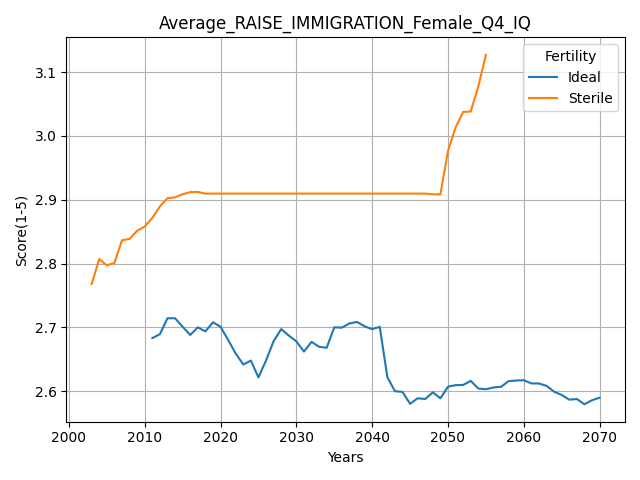 Average_RAISE_IMMIGRATION_Female_Q4_IQ
Score(1-5)
3.1
3.0
2.9
2.8
2.7
2.6
Fertility
Ideal
Sterile
2000 2010 2020 2030 2040 2050 2060 2070
Years